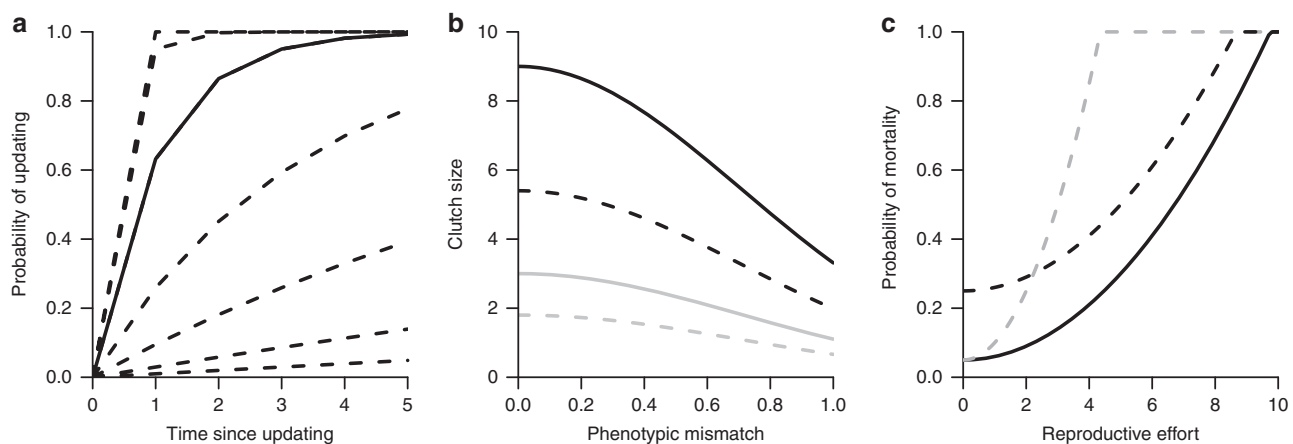 a
Probability of updating
1.0
0.8
0.6
0.4
0.2
0.0
0 1 2 3 4 5
Time since updating
b
Clutch size
10
8
6
4
2
0
0.0 0.2 0.4 0.6 0.8 1.0
Phenotypic mismatch
c
Probability of mortality
1.0
0.8
0.6
0.4
0.2
0.0
0 2 4 6 8 10
Reproductive effort